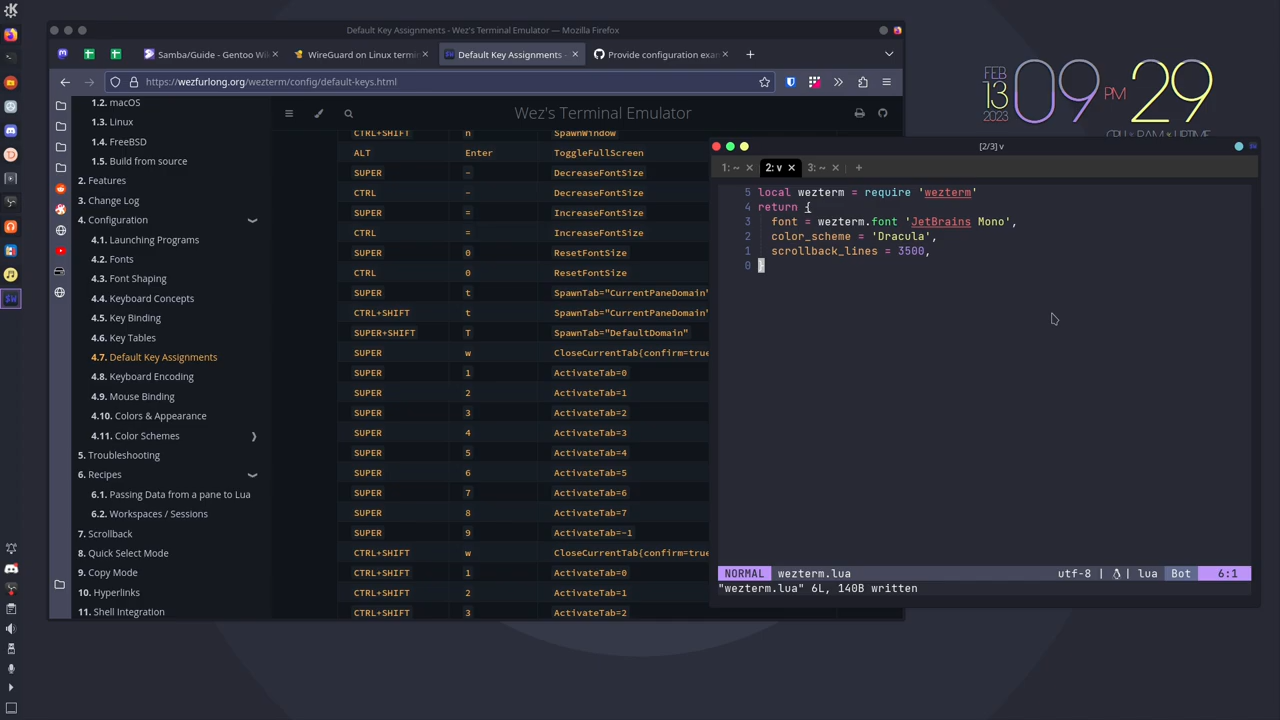 Default Key Assignments - Wez's Terminal Emulator — Mozilla Firefox
Samba/Guide - Gentoo Wi
WireGuard on Linux termi
Default Key Assignments -
Provide configuration exa
https://wezfurlong.org/wezterm/config/default-keys.html
1.2. macOS
1.3. Linux
1.4. FreeBSD
1.5. Build from source
2. Features
3. Change Log
4. Configuration
4.1. Launching Programs
4.2. Fonts
4.3. Font Shaping
4.4. Keyboard Concepts
4.5. Key Binding
4.6. Key Tables
4.7. Default Key Assignments
4.8. Keyboard Encoding
4.9. Mouse Binding
4.10. Colors & Appearance
4.11. Color Schemes
5. Troubleshooting
6. Recipes
6.1. Passing Data from a pane to Lua
6.2. Workspaces / Sessions
7. Scrollback
8. Quick Select Mode
9. Copy Mode
10. Hyperlinks
11. Shell Integration
Wez's Terminal Emulator
CTRL+SHIFT n SpawnWindow
ALT Enter ToggleFullScreen
SUPER - DecreaseFontSize
CTRL - DecreaseFontSize
SUPER = IncreaseFontSize
CTRL = IncreaseFontSize
SUPER 0 ResetFontSize
CTRL 0 ResetFontSize
SUPER t SpawnTab="CurrentPaneDomain"
CTRL+SHIFT t SpawnTab="CurrentPaneDomain"
SUPER+SHIFT T SpawnTab="DefaultDomain"
SUPER w CloseCurrentTab{confirm=true
SUPER 1 ActivateTab=0
SUPER 2 ActivateTab=1
SUPER 3 ActivateTab=2
SUPER 4 ActivateTab=3
SUPER 5 ActivateTab=4
SUPER 6 ActivateTab=5
SUPER 7 ActivateTab=6
SUPER 8 ActivateTab=7
SUPER 9 ActivateTab=-1
CTRL+SHIFT w CloseCurrentTab{confirm=true
CTRL+SHIFT 1 ActivateTab=0
CTRL+SHIFT 2 ActivateTab=1
CTRL+SHIFT 3 ActivateTab=2
FEB
13
2023
09 PM 29
CPU RAM UPTIME
[2/3] v
1: ~ 2: v 3: ~ +
5 local wezterm = require 'wezterm'
4 return {
3 font = wezterm.font 'JetBrains Mono',
2 color_scheme = 'Dracula',
1 scrollback_lines = 3500,
0 }
NORMAL wezterm.lua utf-8 | | lua Bot 6:1
"wezterm.lua" 6L, 140B written